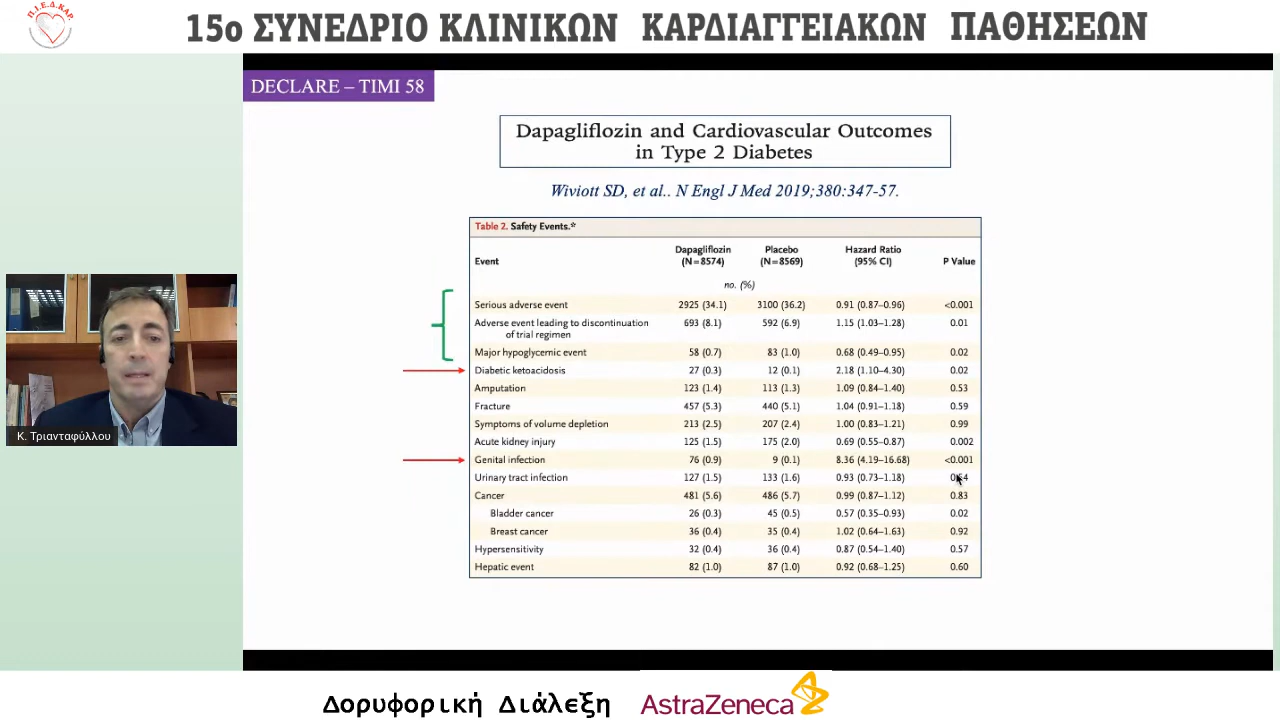 Π.Ι.Ε.Δ.ΚΑΡ.
15ο ΣΥΝΕΔΡΙΟ ΚΛΙΝΙΚΩΝ ΚΑΡΔΙΑΓΓΕΙΑΚΩΝ ΠΑΘΗΣΕΩΝ
DECLARE – TIMI 58
Dapagliflozin and Cardiovascular Outcomes
in Type 2 Diabetes
Wiviott SD, et al.. N Engl J Med 2019;380:347-57.
Table 2. Safety Events.*
Event Dapagliflozin (N=8574) Placebo (N=8569) Hazard Ratio (95% CI) P Value
no. (%)
Serious adverse event 2925 (34.1) 3100 (36.2) 0.91 (0.87–0.96) <0.001
Adverse event leading to discontinuation of trial regimen 693 (8.1) 592 (6.9) 1.15 (1.03–1.28) 0.01
Major hypoglycemic event 58 (0.7) 83 (1.0) 0.68 (0.49–0.95) 0.02
Diabetic ketoacidosis 27 (0.3) 12 (0.1) 2.18 (1.10–4.30) 0.02
Amputation 123 (1.4) 113 (1.3) 1.09 (0.84–1.40) 0.53
Fracture 457 (5.3) 440 (5.1) 1.04 (0.91–1.18) 0.59
Symptoms of volume depletion 213 (2.5) 207 (2.4) 1.00 (0.83–1.21) 0.99
Acute kidney injury 125 (1.5) 175 (2.0) 0.69 (0.55–0.87) 0.002
Genital infection 76 (0.9) 9 (0.1) 8.36 (4.19–16.68) <0.001
Urinary tract infection 127 (1.5) 133 (1.6) 0.93 (0.73–1.18)
Cancer 481 (5.6) 486 (5.7) 0.99 (0.87–1.12) 0.83
Bladder cancer 26 (0.3) 45 (0.5) 0.57 (0.35–0.93) 0.02
Breast cancer 36 (0.4) 35 (0.4) 1.02 (0.64–1.63) 0.92
Hypersensitivity 32 (0.4) 36 (0.4) 0.87 (0.54–1.40) 0.57
Hepatic event 82 (1.0) 87 (1.0) 0.92 (0.68–1.25) 0.60
Κ. Τριανταφύλλου
Δορυφορική Διάλεξη
AstraZeneca